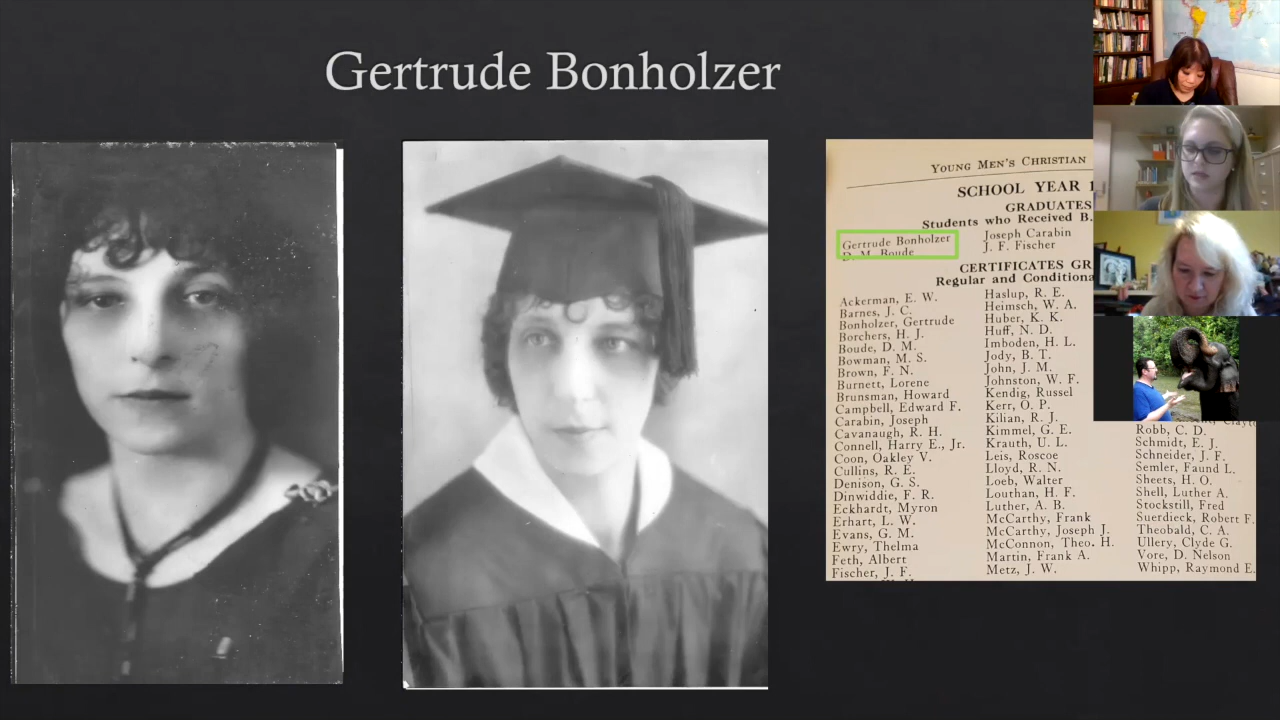 Gertrude Bonholzer
YOUNG MEN'S CHRISTIAN
SCHOOL YEAR
GRADUATES
Students who Received B.
Gertrude Bonholzer
D. M. Boude
Joseph Carabin
J. F. Fischer
CERTIFICATES GR
Regular and Conditiona
Ackerman, E. W.
Barnes, J. C.
Bonholzer, Gertrude
Borchers, H. J.
Boude, D. M.
Bowman, M. S.
Brown, F. N.
Burnett, Lorene
Brunsman, Howard
Campbell, Edward F.
Carabin, Joseph
Cavanaugh, R. H.
Connell, Harry E., Jr.
Coon, Oakley V.
Cullins, R. E.
Denison, G. S.
Dinwiddie, F. R.
Eckhardt, Myron
Erhart, L. W.
Evans, G. M.
Ewry, Thelma
Feth, Albert
Fischer, J. F.
Haslup, R. E.
Heimsch, W. A.
Huber, K. K.
Huff, N. D.
Imboden, H. L.
Jody, B. T.
John, J. M.
Johnston, W. F.
Kendig, Russel
Kerr, O. P.
Kilian, R. J.
Kimmel, G. E.
Krauth, U. L.
Leis, Roscoe
Lloyd, R. N.
Loeb, Walter
Louthan, H. F.
Luther, A. B.
McCarthy, Frank
McCarthy, Joseph J.
McConnon, Theo. H.
Martin, Frank A.
Metz, J. W.
Robb, C. D.
Schmidt, E. J.
Schneider, J. F.
Semler, Faund L.
Sheets, H. O.
Shell, Luther A.
Stockstill, Fred
Suerdieck, Robert F.
Theobald, C. A.
Ullery, Clyde G.
Vore, D. Nelson
Whipp, Raymond E.